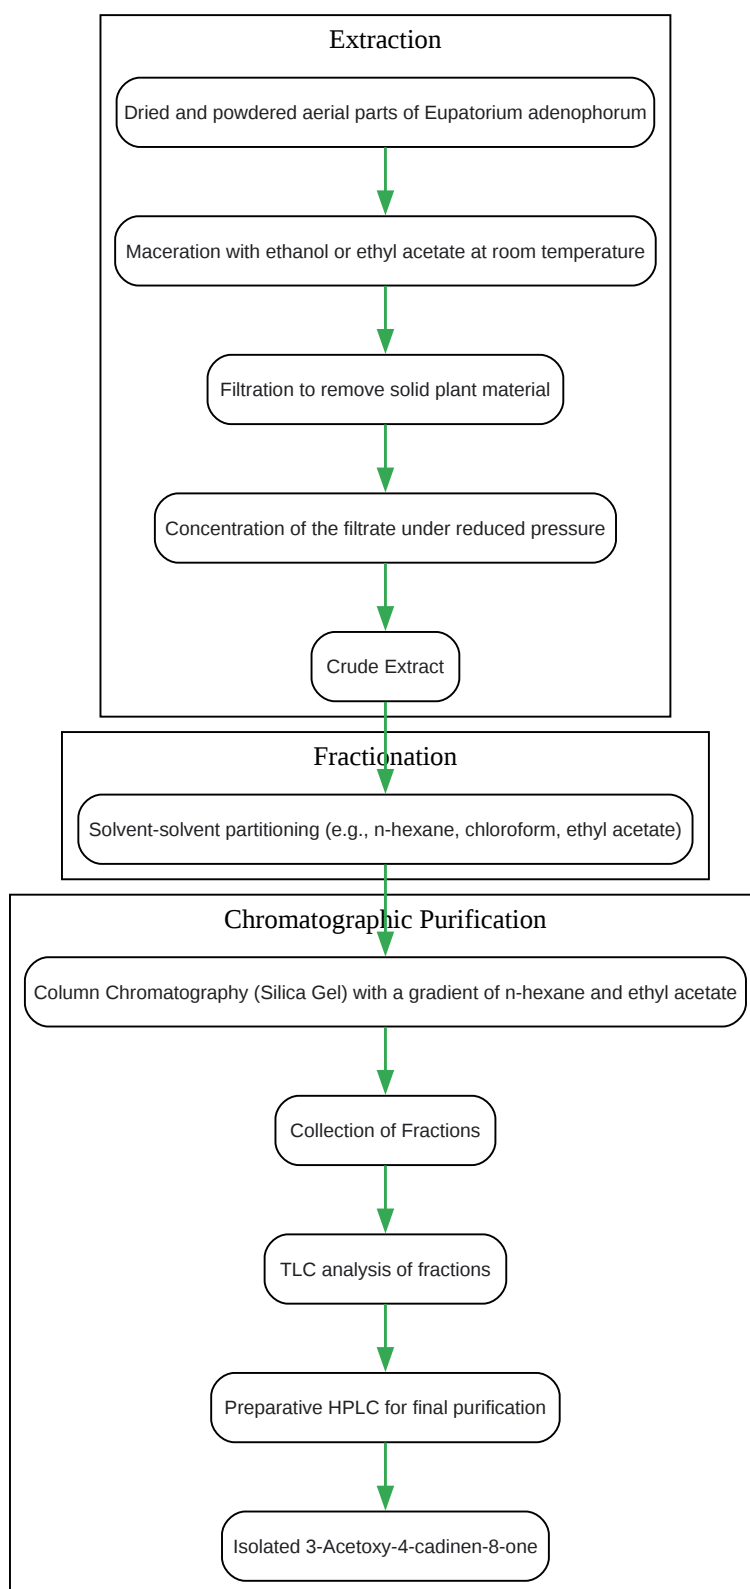 Extraction
Dried and powdered aerial parts of Eupatorium adenophorum
Maceration with ethanol or ethyl acetate at room temperature
Filtration to remove solid plant material
Concentration of the filtrate under reduced pressure
Crude Extract
Fractionation
Solvent-solvent partitioning (e.g., n-hexane, chloroform, ethyl acetate)
Chromatographic Purification
Column Chromatography (Silica Gel) with a gradient of n-hexane and ethyl acetate
Collection of Fractions
TLC analysis of fractions
Preparative HPLC for final purification
Isolated 3-Acetoxy-4-cadinen-8-one